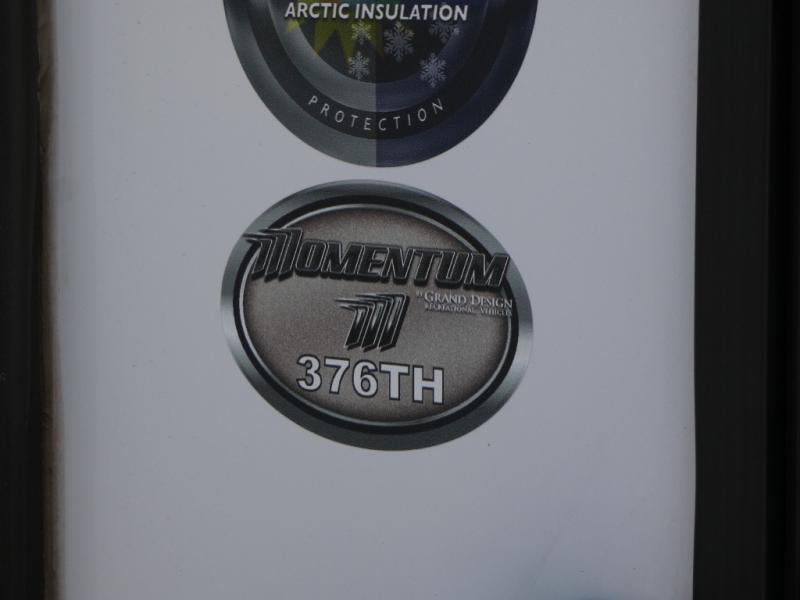 ARCTIC INSULATION
PROTECTION
MOMENTUM
BY GRAND DESIGN
RECREATIONAL VEHICLES
M
376TH